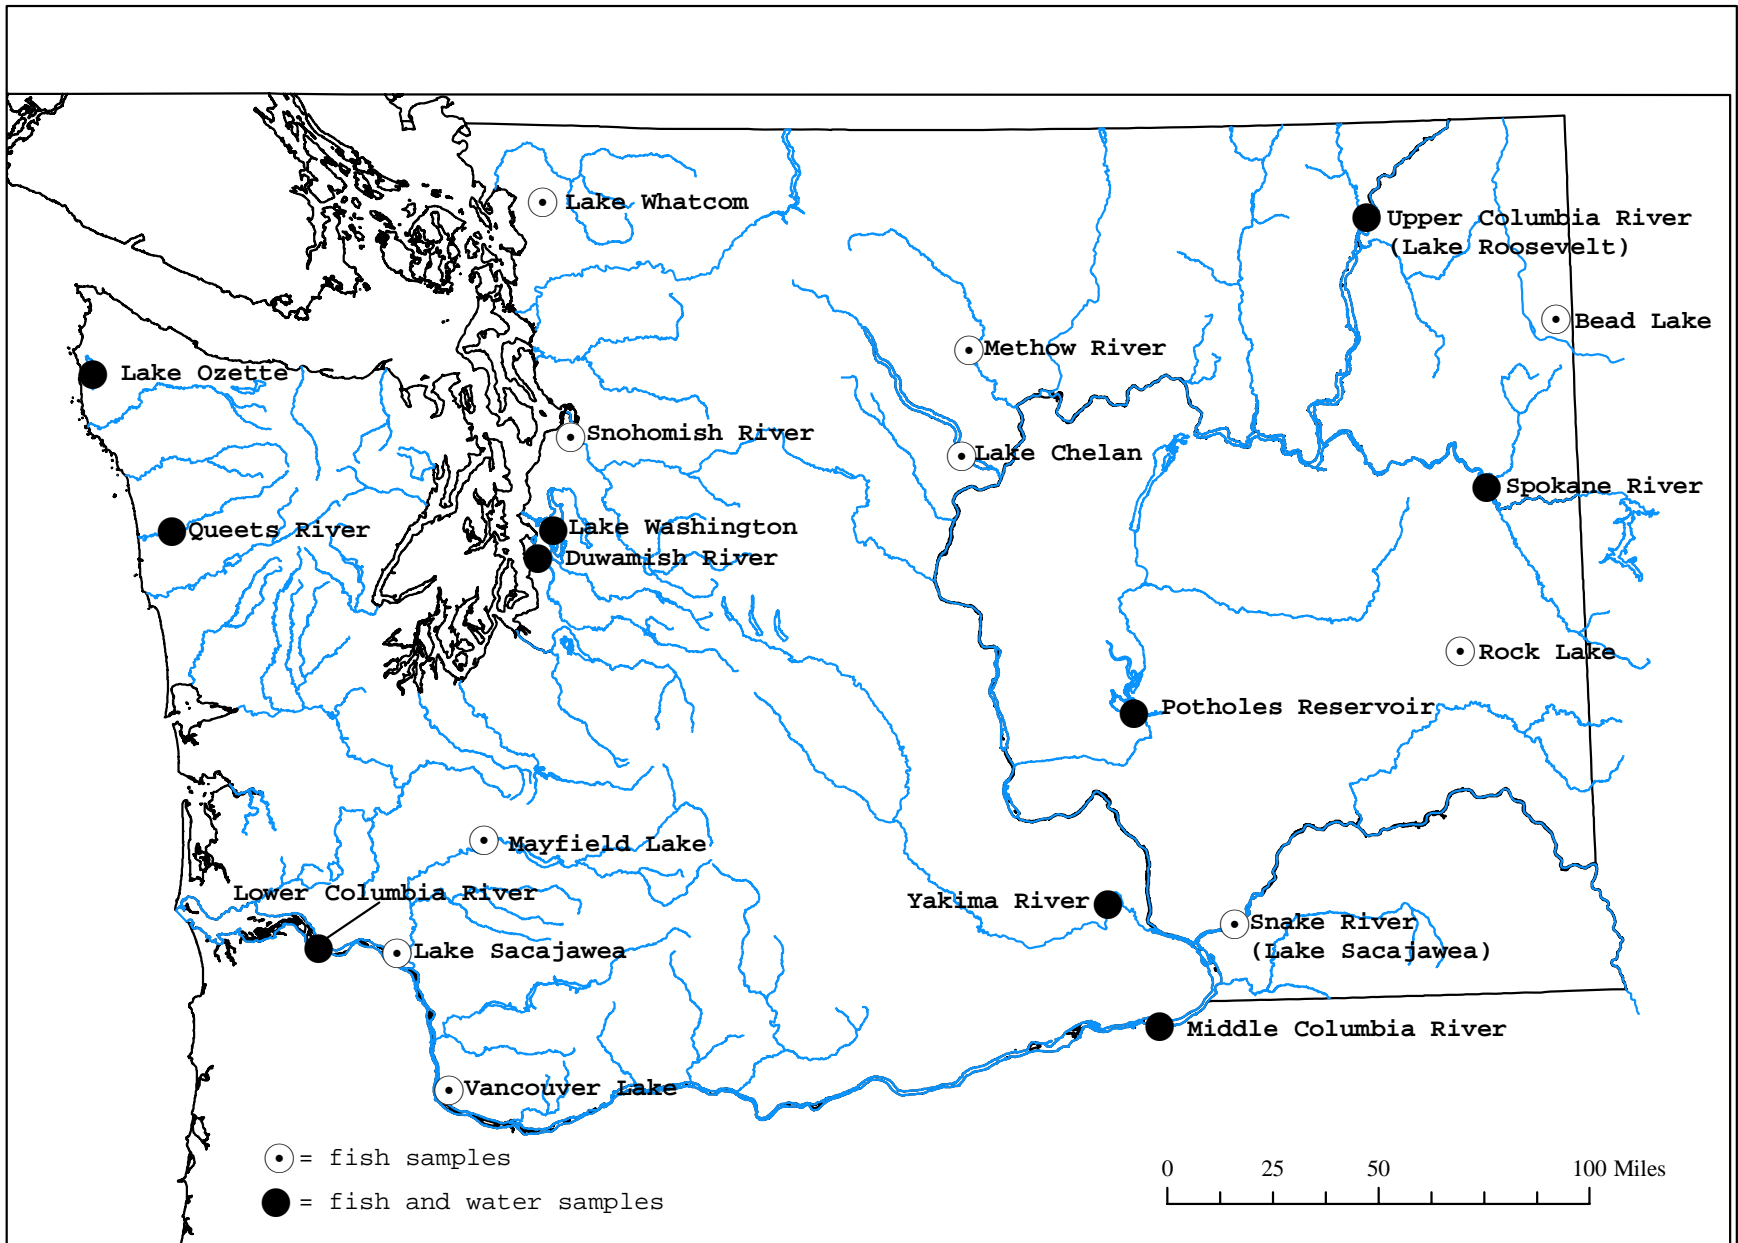 Lake Whatcom
Upper Columbia River
(Lake Roosevelt)
Bead Lake
Methow River
Lake Ozette
Snohomish River
Lake Chelan
Spokane River
Queets River
Lake Washington
Duwamish River
Rock Lake
Potholes Reservoir
Mayfield Lake
Lower Columbia River
Yakima River
Snake River
(Lake Sacajawea)
Lake Sacajawea
Middle Columbia River
Vancouver Lake
= fish samples
= fish and water samples
0 25 50 100 Miles